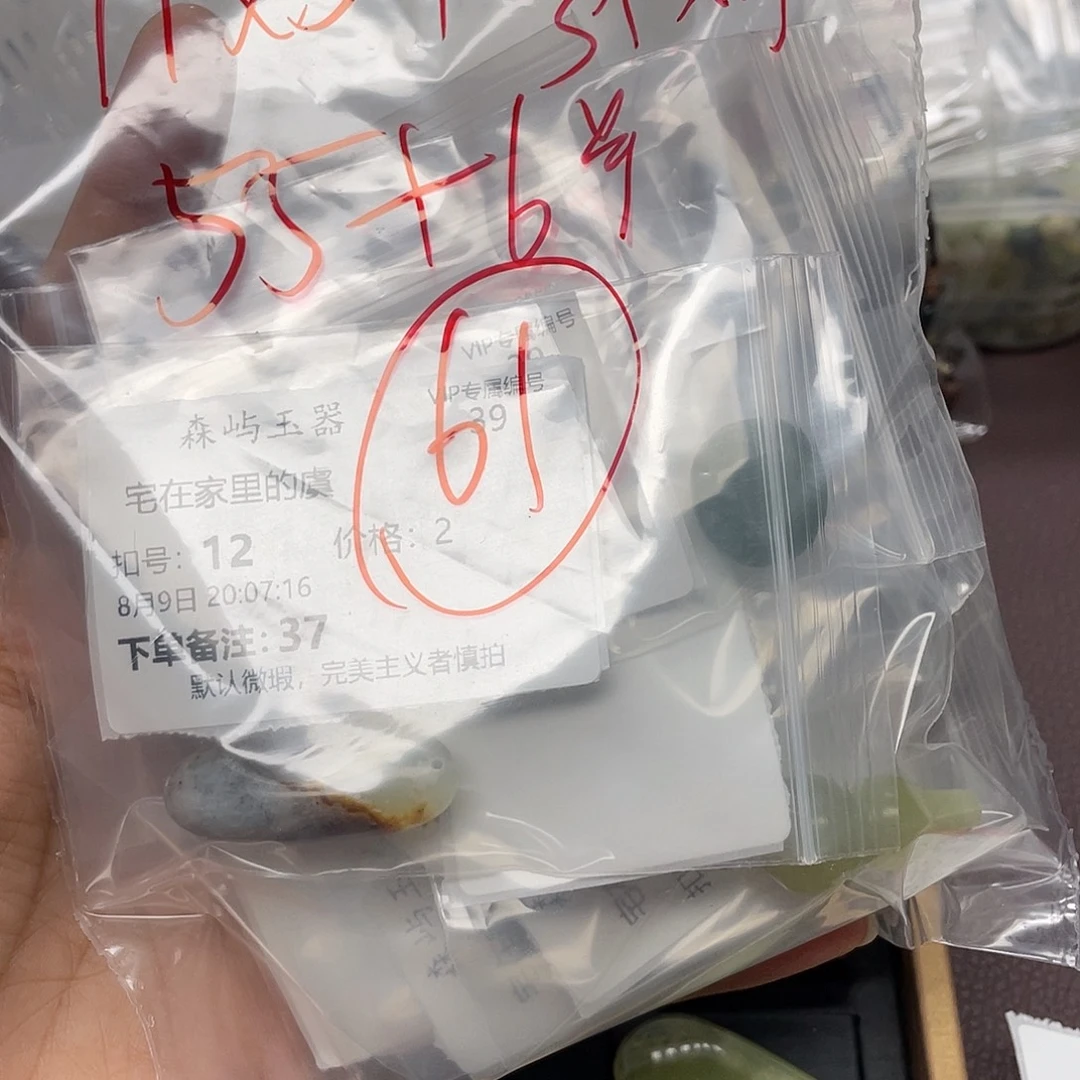 55+6单
61
VIP专属编号
VIP专属编号
39
森屿玉器
宅在家里的虞
扣号：12 价格：2
8月9日 20:07:16
下单备注：37
默认微瑕，完美主义者慎拍